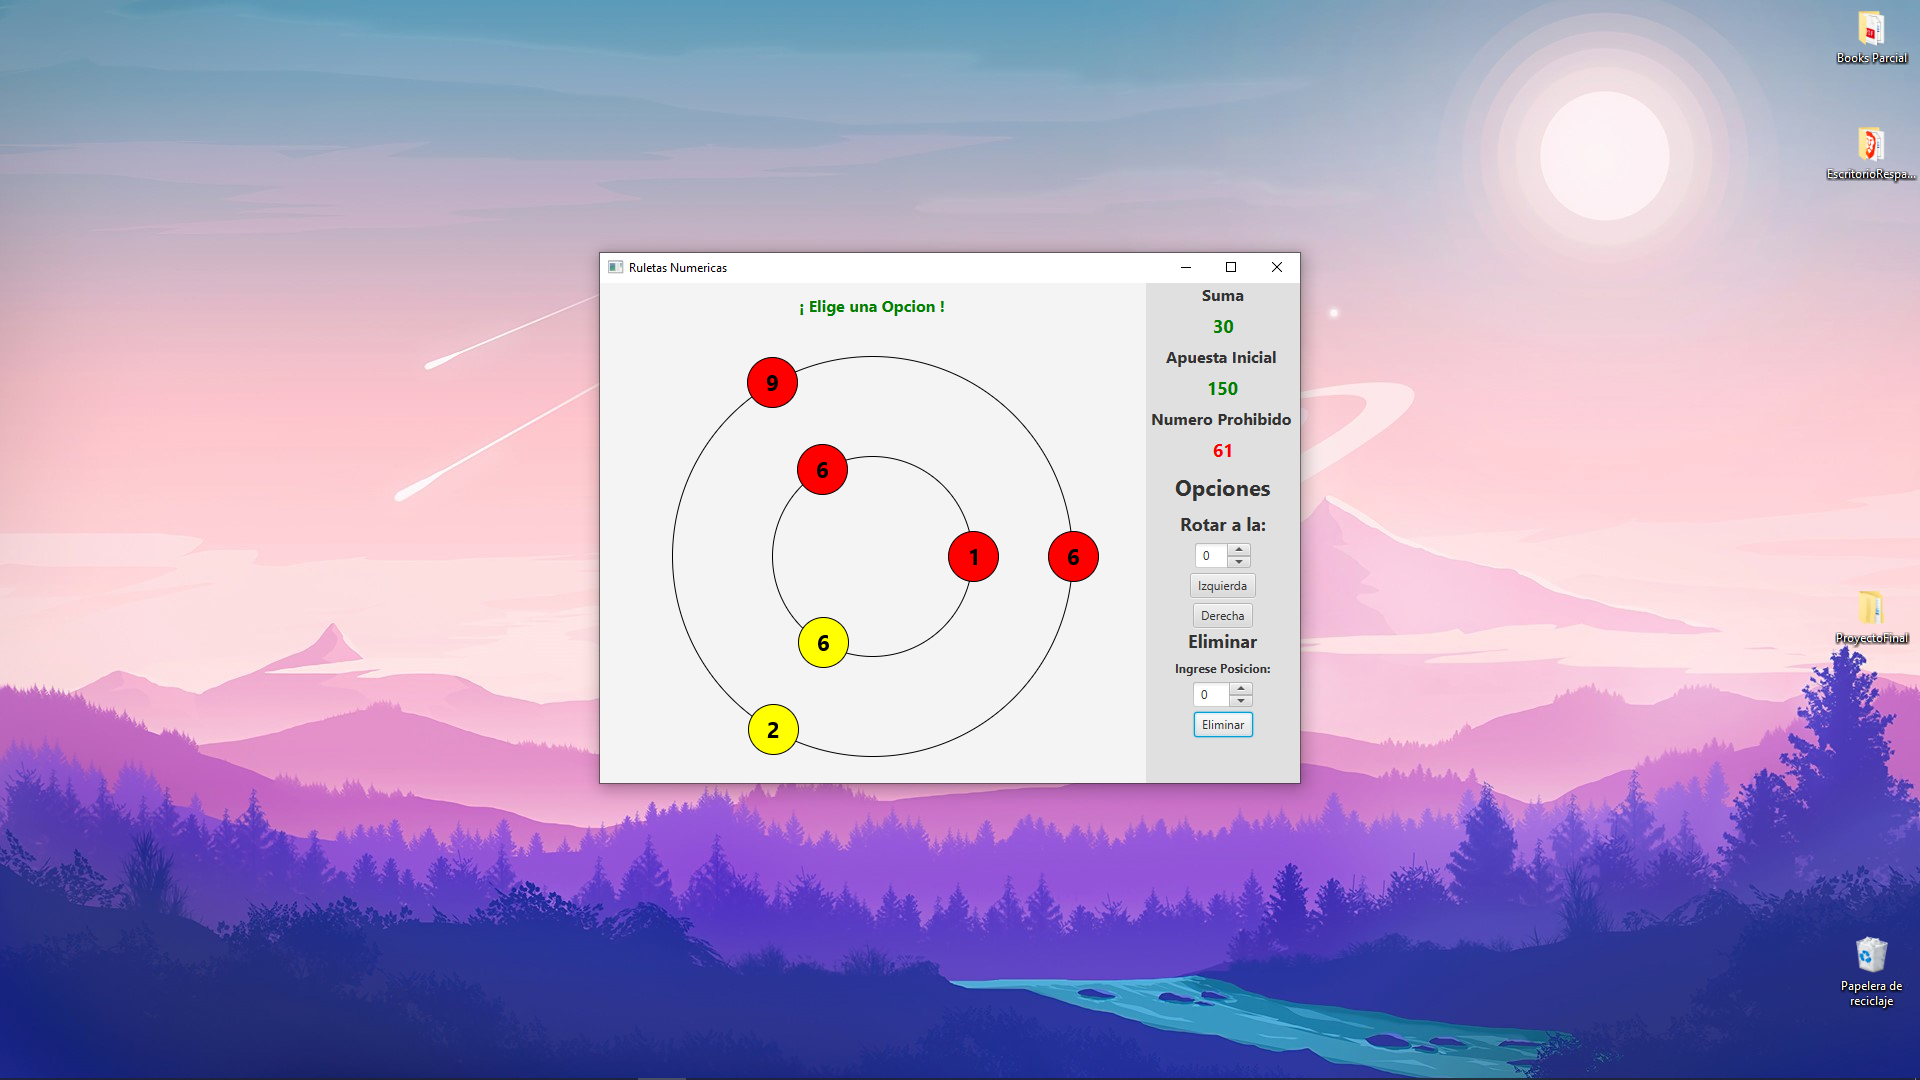 Books Parcial
EscritorioRespa...
Ruletas Numericas
¡ Elige una Opcion !
9
6
1
6
6
2
Suma
30
Apuesta Inicial
150
Numero Prohibido
61
Opciones
Rotar a la:
0
Izquierda
Derecha
Eliminar
Ingrese Posicion:
0
Eliminar
ProyectoFinal
Papelera de
reciclaje